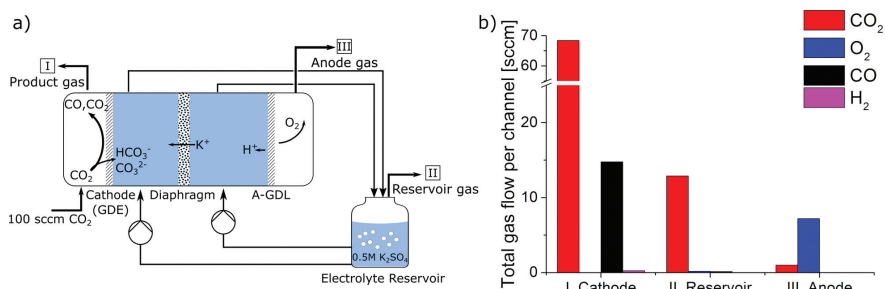 a)
I
Product gas
III
Anode gas
CO,CO₂
HCO₃⁻
CO₃²⁻
CO₂
K⁺
H⁺
O₂
II
Reservoir gas
Cathode Diaphragm A-GDL
(GDE)
100 sccm CO₂
0.5M K₂SO₄
Electrolyte Reservoir
b)
Total gas flow per channel [sccm]
70
60
20
10
0
I. Cathode II. Reservoir III. Anode
CO₂
O₂
CO
H₂